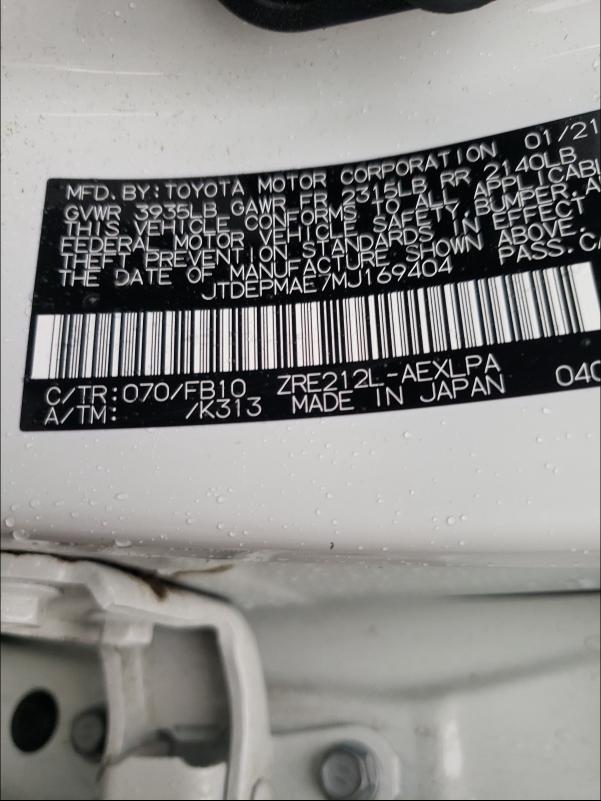 MFD. BY: TOYOTA MOTOR CORPORATION 01/21
GVWR 3935LB GAWR FR 2315LB RR 2140LB
THIS VEHICLE CONFORMS TO ALL APPLICABL
FEDERAL MOTOR VEHICLE SAFETY, BUMPER, A
THEFT PREVENTION STANDARDS IN EFFECT
THE DATE OF MANUFACTURE SHOWN ABOVE.
JTDEPMAE7MJ169404 PASS. CA
C/TR: 070/FB10 ZRE212L-AEXLPA 040
A/TM: /K313 MADE IN JAPAN